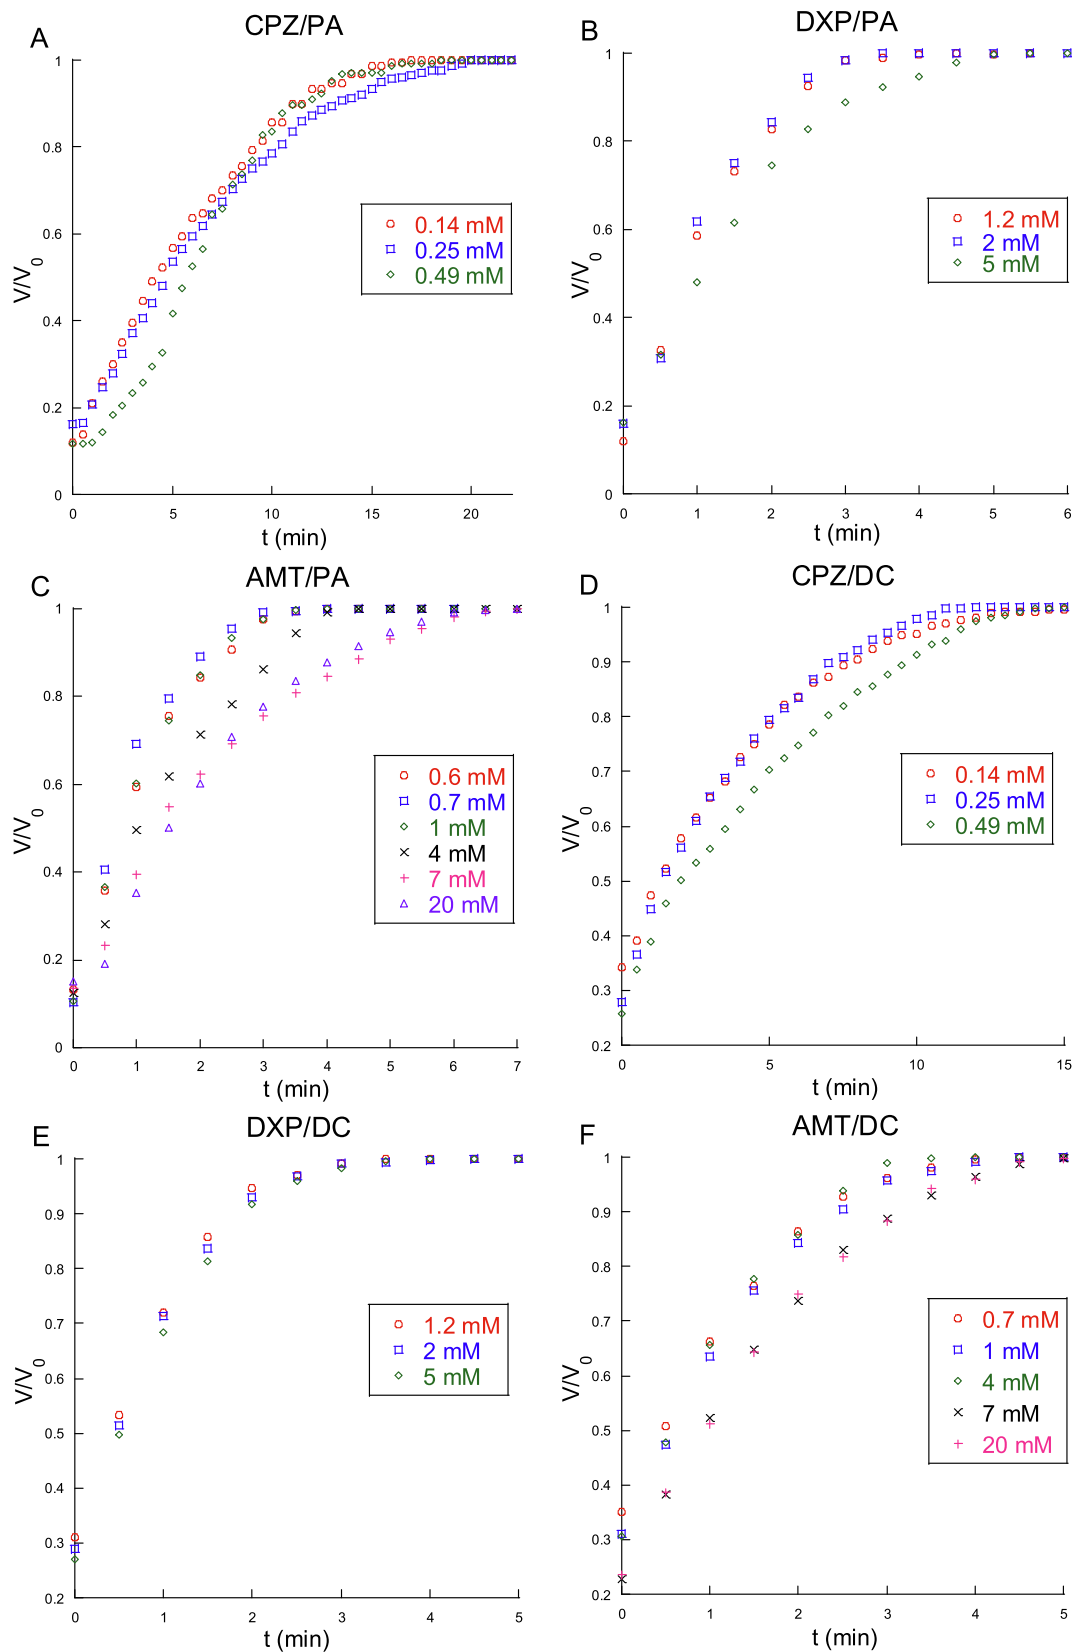 A
CPZ/PA
1
0.8
0.6
0.4
0.2
0
V/V0
0.14 mM
0.25 mM
0.49 mM
0 5 10 15 20
t (min)
B
DXP/PA
1
0.8
0.6
0.4
0.2
0
V/V0
1.2 mM
2 mM
5 mM
0 1 2 3 4 5 6
t (min)
C
AMT/PA
1
0.8
0.6
0.4
0.2
0
V/V0
0.6 mM
0.7 mM
1 mM
4 mM
7 mM
20 mM
0 1 2 3 4 5 6 7
t (min)
D
CPZ/DC
1
0.9
0.8
0.7
0.6
0.5
0.4
0.3
0.2
V/V0
0.14 mM
0.25 mM
0.49 mM
0 5 10 15
t (min)
E
DXP/DC
1
0.9
0.8
0.7
0.6
0.5
0.4
0.3
0.2
V/V0
1.2 mM
2 mM
5 mM
0 1 2 3 4 5
t (min)
F
AMT/DC
1
0.9
0.8
0.7
0.6
0.5
0.4
0.3
0.2
V/V0
0.7 mM
1 mM
4 mM
7 mM
20 mM
0 1 2 3 4 5
t (min)